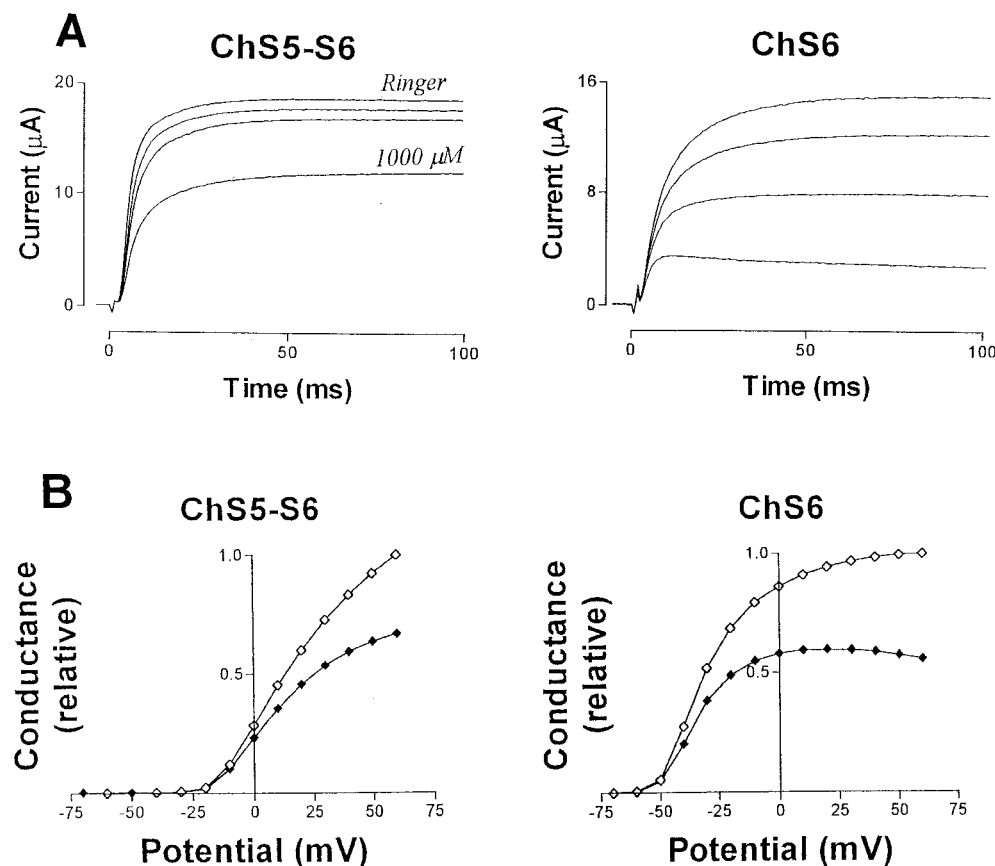 A
ChS5-S6
ChS6
Ringer
1000 µM
Current (µA)
20
10
0
0
50
100
Time (ms)
Current (µA)
16
8
0
0
50
100
Time (ms)
B
ChS5-S6
ChS6
Conductance
(relative)
1.0
0.5
-75
-50
-25
0
25
50
75
Potential (mV)
Conductance
(relative)
1.0
0.5
-75
-50
-25
0
25
50
75
Potential (mV)